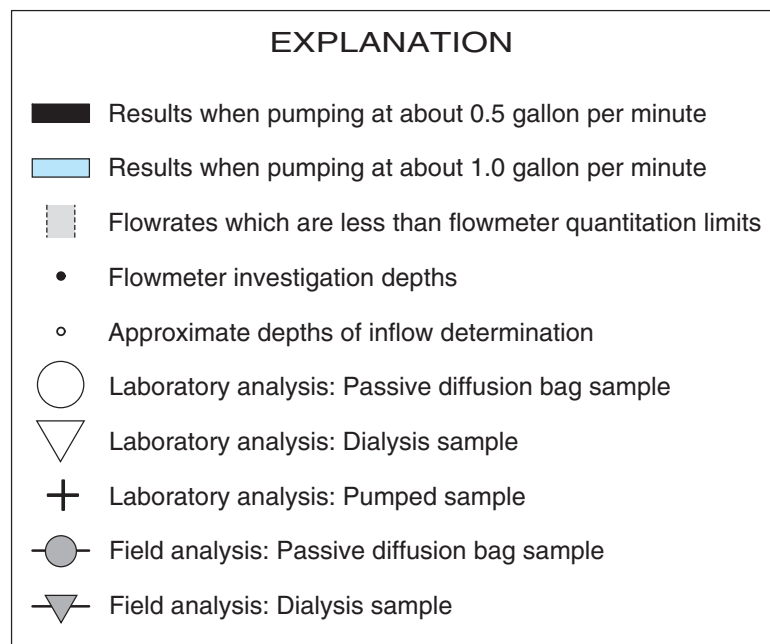 EXPLANATION
Results when pumping at about 0.5 gallon per minute
Results when pumping at about 1.0 gallon per minute
Flowrates which are less than flowmeter quantitation limits
Flowmeter investigation depths
Approximate depths of inflow determination
Laboratory analysis: Passive diffusion bag sample
Laboratory analysis: Dialysis sample
Laboratory analysis: Pumped sample
Field analysis: Passive diffusion bag sample
Field analysis: Dialysis sample